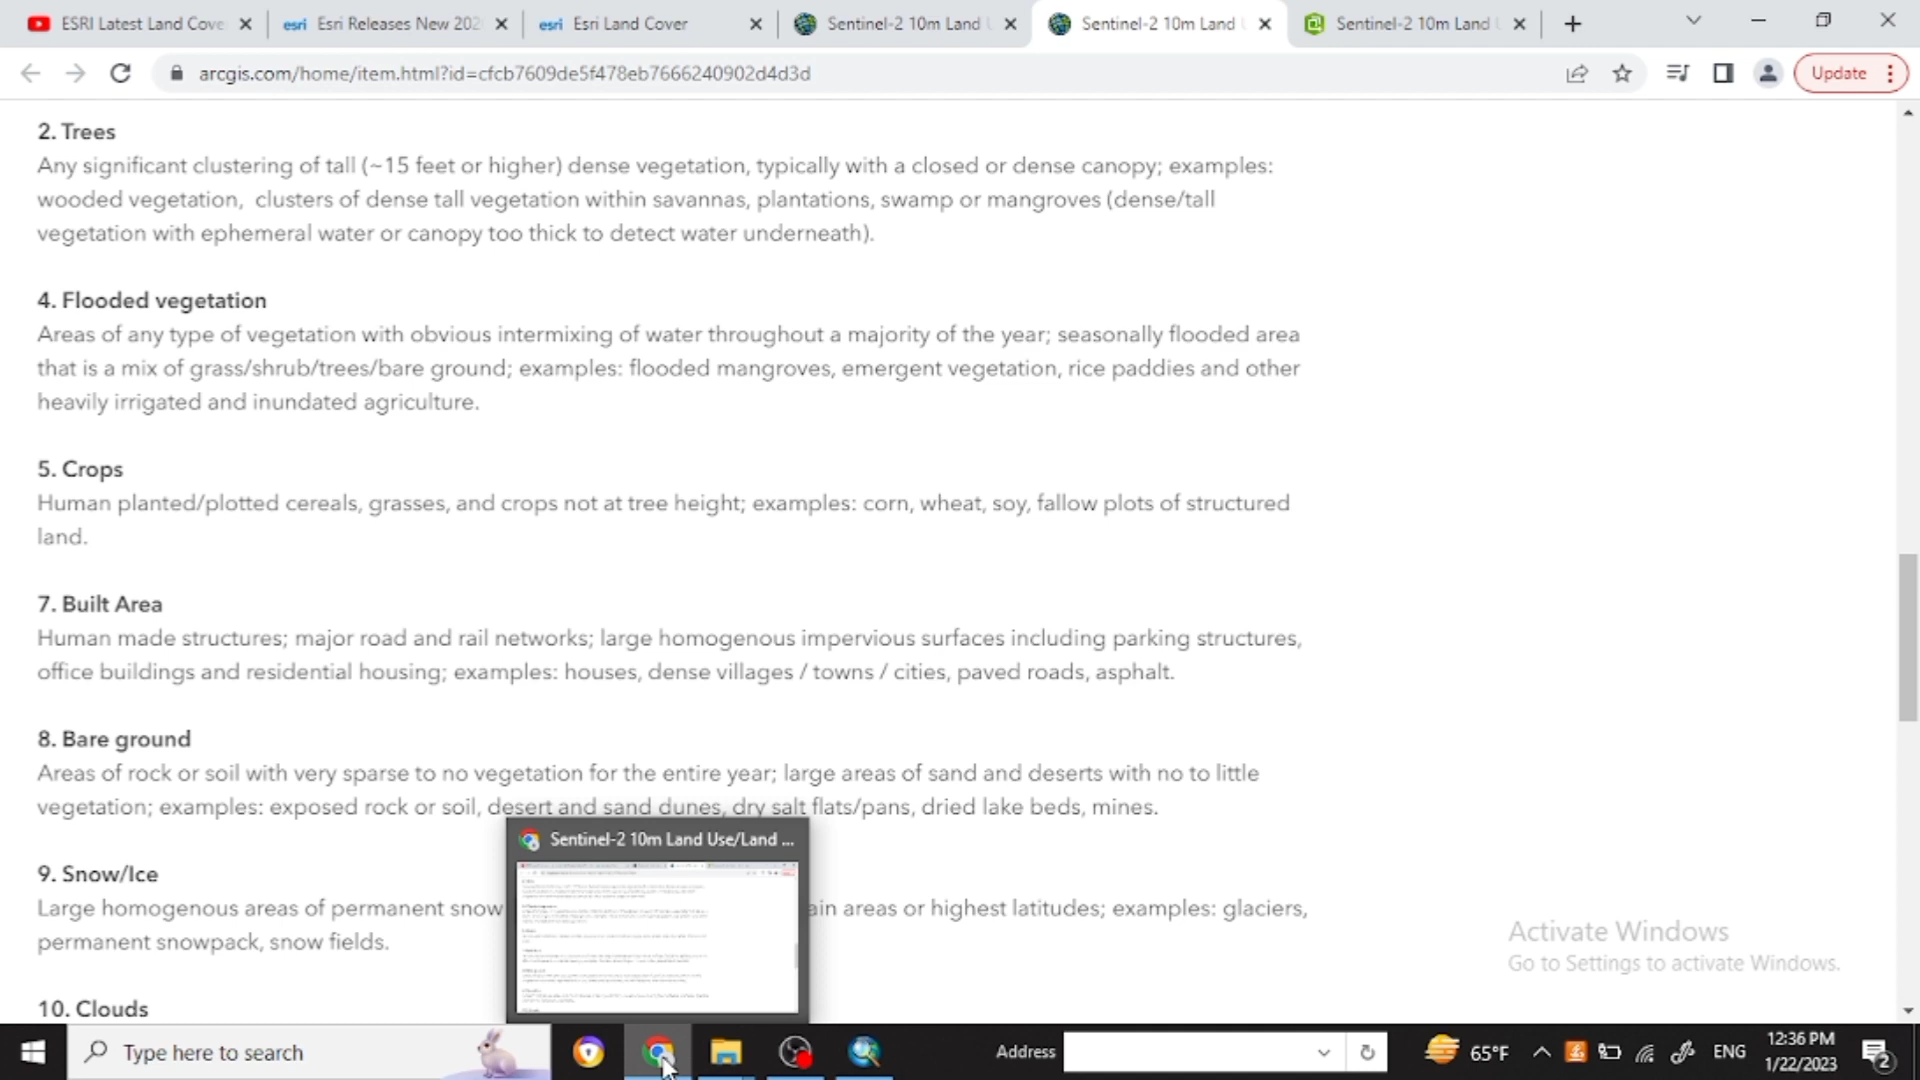 ESRI Latest Land Cove
esri Esri Releases New 202
esri Esri Land Cover
Sentinel-2 10m Land U
Sentinel-2 10m Land U
Sentinel-2 10m Land U
arcgis.com/home/item.html?id=cfcb7609de5f478eb7666240902d4d3d
Update
2. Trees
Any significant clustering of tall (~15 feet or higher) dense vegetation, typically with a closed or dense canopy; examples:
wooded vegetation,  clusters of dense tall vegetation within savannas, plantations, swamp or mangroves (dense/tall
vegetation with ephemeral water or canopy too thick to detect water underneath).
4. Flooded vegetation
Areas of any type of vegetation with obvious intermixing of water throughout a majority of the year; seasonally flooded area
that is a mix of grass/shrub/trees/bare ground; examples: flooded mangroves, emergent vegetation, rice paddies and other
heavily irrigated and inundated agriculture.
5. Crops
Human planted/plotted cereals, grasses, and crops not at tree height; examples: corn, wheat, soy, fallow plots of structured
land.
7. Built Area
Human made structures; major road and rail networks; large homogenous impervious surfaces including parking structures,
office buildings and residential housing; examples: houses, dense villages / towns / cities, paved roads, asphalt.
8. Bare ground
Areas of rock or soil with very sparse to no vegetation for the entire year; large areas of sand and deserts with no to little
vegetation; examples: exposed rock or soil, desert and sand dunes, dry salt flats/pans, dried lake beds, mines.
Sentinel-2 10m Land Use/Land ...
9. Snow/Ice
Large homogenous areas of permanent snow ain areas or highest latitudes; examples: glaciers,
permanent snowpack, snow fields.
10. Clouds
Activate Windows
Go to Settings to activate Windows.
Type here to search
Address
65°F
ENG
12:36 PM
1/22/2023
2